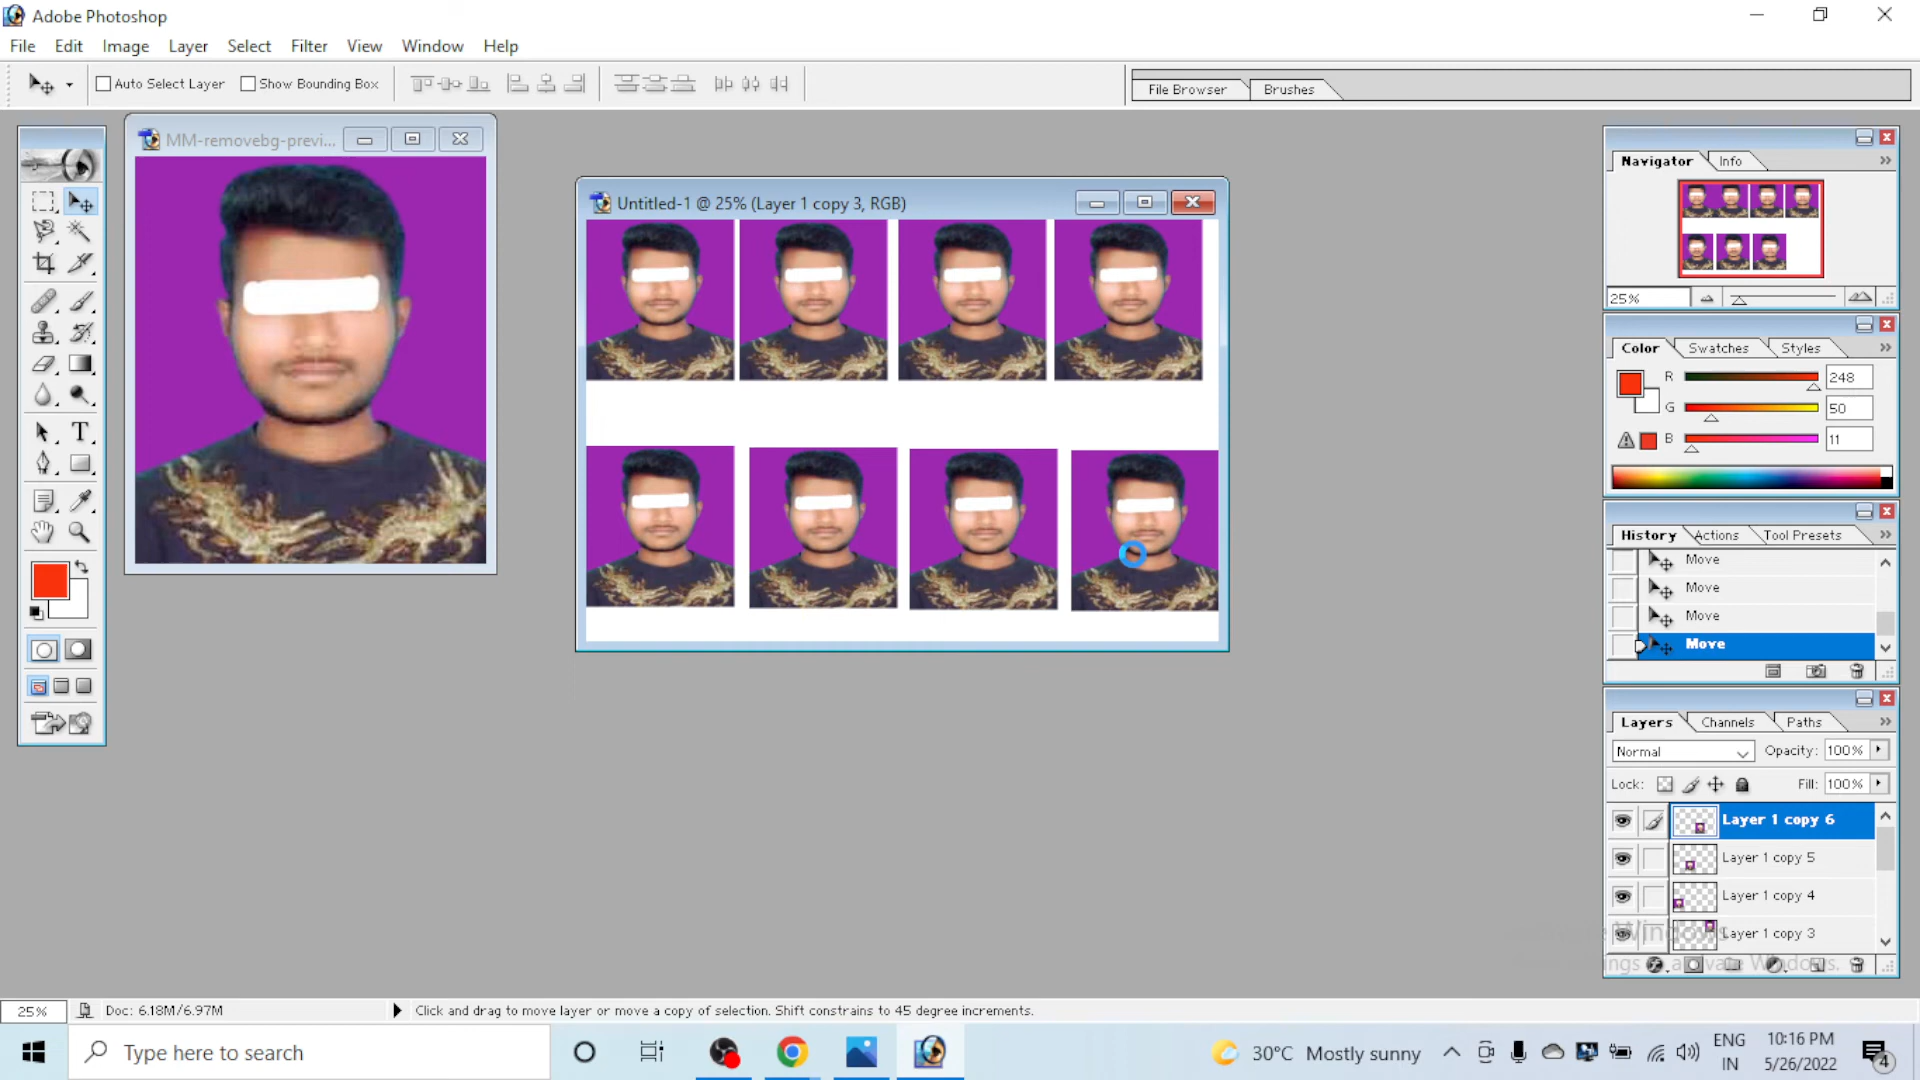 Adobe Photoshop
File Edit Image Layer Select Filter View Window Help
Auto Select Layer Show Bounding Box
File Browser Brushes
MM-removebg-previ...
Untitled-1 @ 25% (Layer 1 copy 3, RGB)
Navigator Info
25%
Color Swatches Styles
R 248
G 50
B 11
History Actions Tool Presets
Move
Move
Move
Move
Layers Channels Paths
Normal Opacity: 100%
Lock: Fill: 100%
Layer 1 copy 6
Layer 1 copy 5
Layer 1 copy 4
Layer 1 copy 3
25% Doc: 6.18M/6.97M Click and drag to move layer or move a copy of selection. Shift constrains to 45 degree increments.
Type here to search
30°C Mostly sunny
ENG
IN
10:16 PM
5/26/2022
4